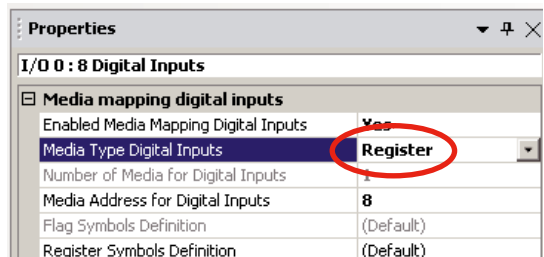 Properties
I/O 0 : 8 Digital Inputs
Media mapping digital inputs
Enabled Media Mapping Digital Inputs Yes
Media Type Digital Inputs Register
Number of Media for Digital Inputs 1
Media Address for Digital Inputs 8
Flag Symbols Definition (Default)
Register Symbols Definition (Default)